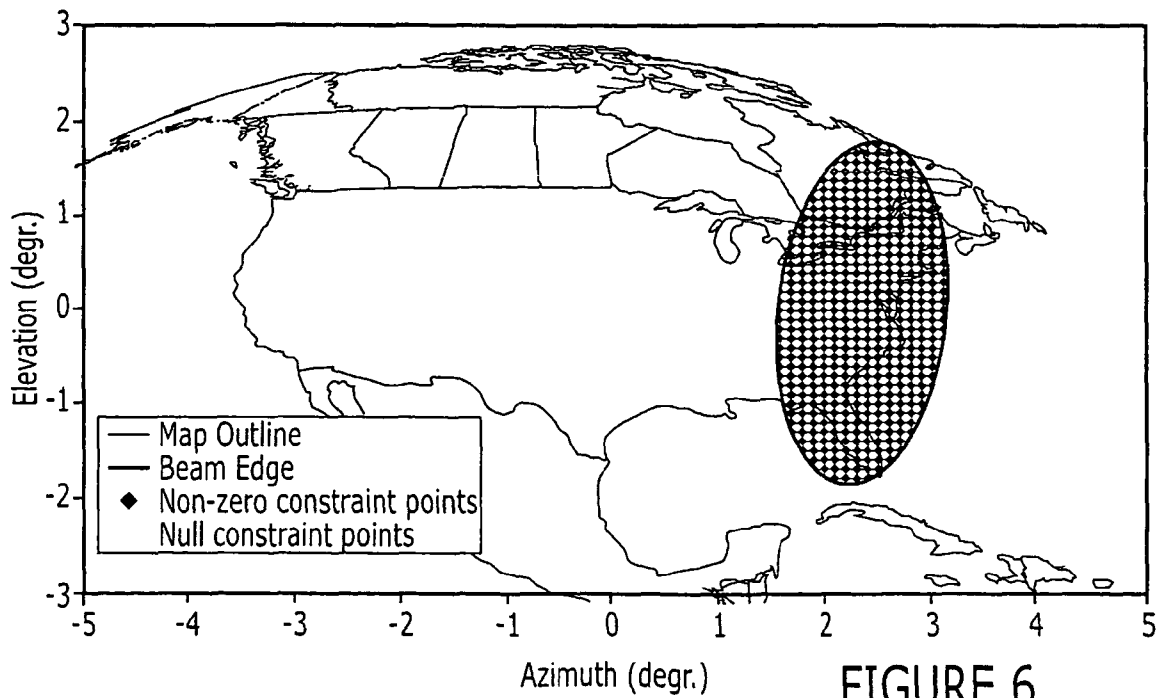 3
2
1
0
-1
-2
-3
Elevation (degr.)
Map Outline
Beam Edge
Non-zero constraint points
Null constraint points
-5 -4 -3 -2 -1 0 1 2 3 4 5
Azimuth (degr.)
FIGURE 6